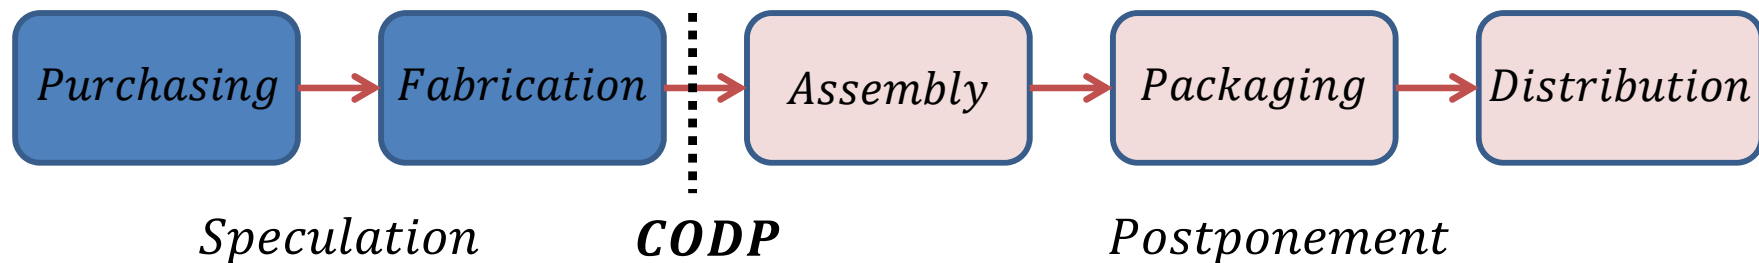 Purchasing
Fabrication
Assembly
Packaging
Distribution
Speculation
CODP
Postponement